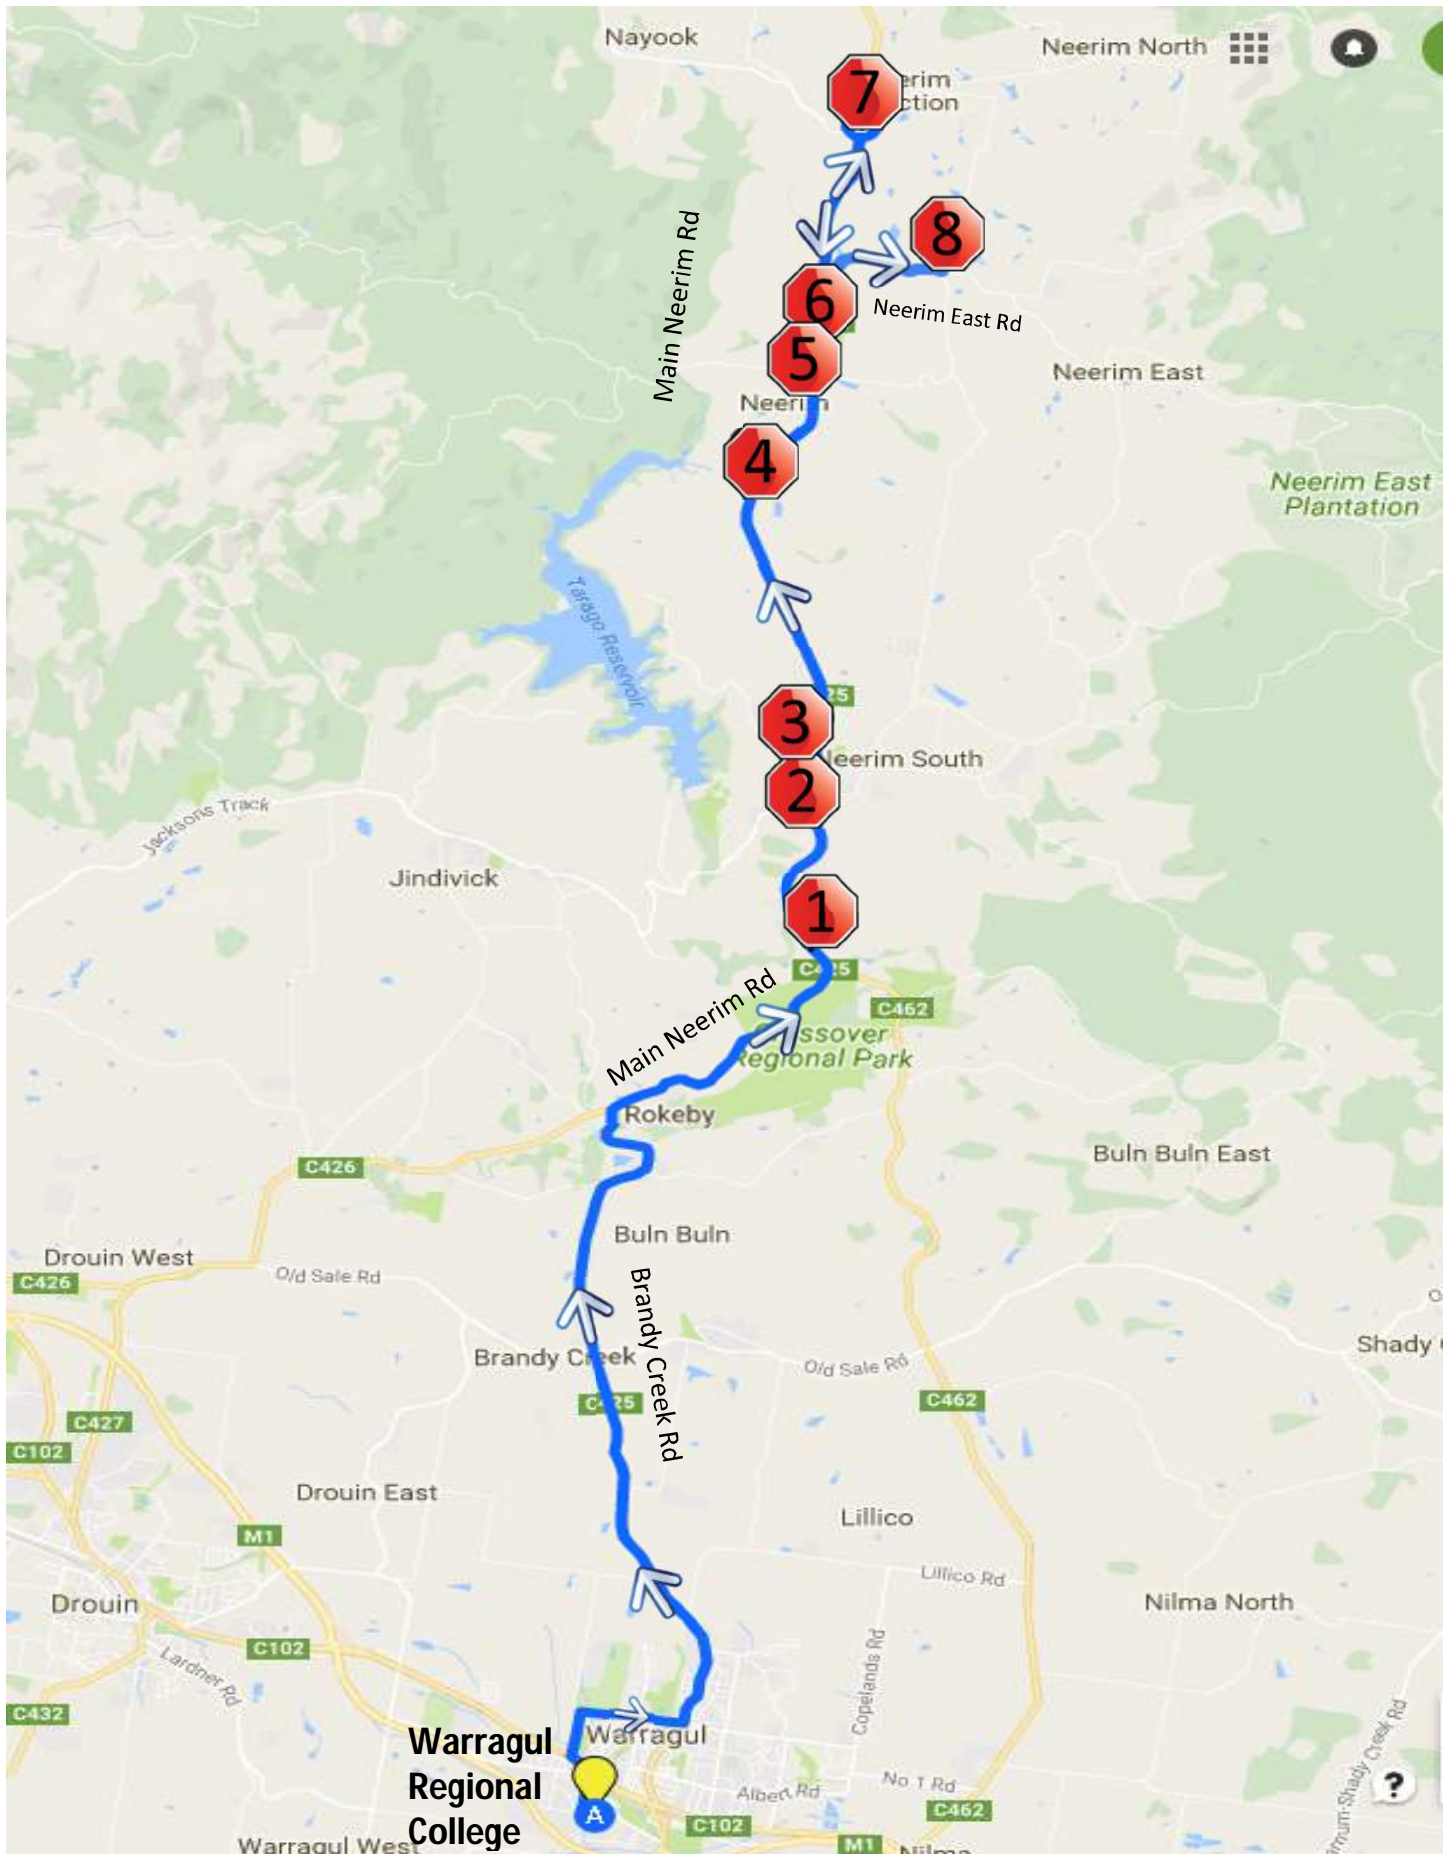 Nayook
Neerim North
7
8
Main Neerim Rd
6
Neerim East Rd
5
Neerim East
4
Neerim East
Plantation
Tarago Reservoir
3
Neerim South
2
Jacksons Track
Jindivick
1
C425
C462
Main Neerim Rd
Regional Park
Rokeby
C426
Buln Buln East
Buln Buln
Drouin West
C426
Old Sale Rd
Brandy Creek Rd
Brandy Creek
Old Sale Rd
Shady
C425
C462
C427
C102
Drouin East
Lillico
M1
Lillico Rd
Drouin
Nilma North
C102
Lardner Rd
Copelands Rd
C432
Warragul
Warragul
Regional
College
A
Albert Rd
No 1 Rd
C462
C102
M1
Warragul West
Nilma
?